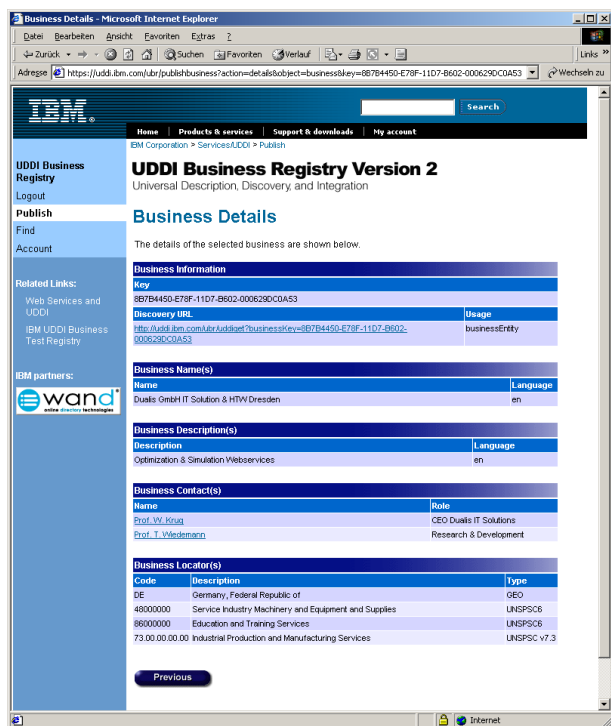 Business Details - Microsoft Internet Explorer
Datei Bearbeiten Ansicht Favoriten Extras ?
Zurück Suchen Favoriten Verlauf Links »
Adresse https://uddi.ibm.com/ubr/publishbusiness?action=details&object=business&key=8B7B4450-E78F-11D7-B602-000629DC0A53 Wechseln zu
IBM®
Search
Home | Products & services | Support & downloads | My account
IBM Corporation > Services/UDDI > Publish
UDDI Business
Registry
Logout
Publish
Find
Account
Related Links:
Web Services and
UDDI
IBM UDDI Business
Test Registry
IBM partners:
wand
online directory technologies
UDDI Business Registry Version 2
Universal Description, Discovery, and Integration
Business Details
The details of the selected business are shown below.
Business Information
Key
8B7B4450-E78F-11D7-B602-000629DC0A53
Discovery URL Usage
http://uddi.ibm.com/ubr/uddiget?businessKey=8B7B4450-E78F-11D7-B602- businessEntity
000629DC0A53
Business Name(s)
Name Language
Dualis GmbH IT Solution & HTW Dresden en
Business Description(s)
Description Language
Optimization & Simulation Webservices en
Business Contact(s)
Name Role
Prof. W. Krug CEO Dualis IT Solutions
Prof. T. Wiedemann Research & Development
Business Locator(s)
Code Description Type
DE Germany, Federal Republic of GEO
48000000 Service Industry Machinery and Equipment and Supplies UNSPSC6
86000000 Education and Training Services UNSPSC6
73.00.00.00.00 Industrial Production and Manufacturing Services UNSPSC v7.3
Previous
Internet